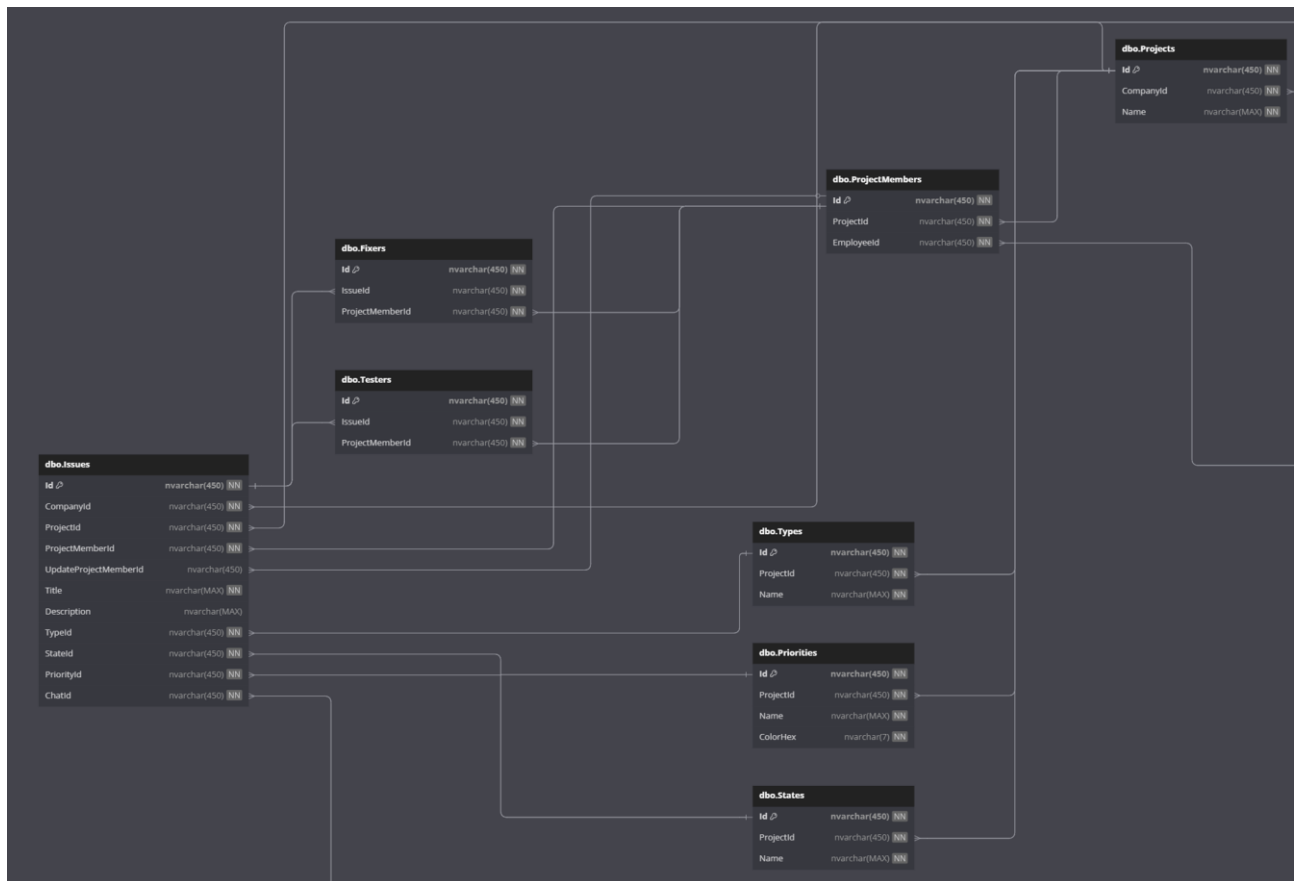 dbo.Projects
Id nvarchar(450) NN
CompanyId nvarchar(450) NN
Name nvarchar(MAX) NN
dbo.ProjectMembers
Id nvarchar(450) NN
ProjectId nvarchar(450) NN
EmployeeId nvarchar(450) NN
dbo.Fixers
Id nvarchar(450) NN
IssueId nvarchar(450) NN
ProjectMemberId nvarchar(450) NN
dbo.Testers
Id nvarchar(450) NN
IssueId nvarchar(450) NN
ProjectMemberId nvarchar(450) NN
dbo.Issues
Id nvarchar(450) NN
CompanyId nvarchar(450) NN
ProjectId nvarchar(450) NN
ProjectMemberId nvarchar(450) NN
UpdateProjectMemberId nvarchar(450)
Title nvarchar(MAX) NN
Description nvarchar(MAX)
TypeId nvarchar(450) NN
StateId nvarchar(450) NN
PriorityId nvarchar(450) NN
ChatId nvarchar(450) NN
dbo.Types
Id nvarchar(450) NN
ProjectId nvarchar(450) NN
Name nvarchar(MAX) NN
dbo.Priorities
Id nvarchar(450) NN
ProjectId nvarchar(450) NN
Name nvarchar(MAX) NN
ColorHex nvarchar(7) NN
dbo.States
Id nvarchar(450) NN
ProjectId nvarchar(450) NN
Name nvarchar(MAX) NN